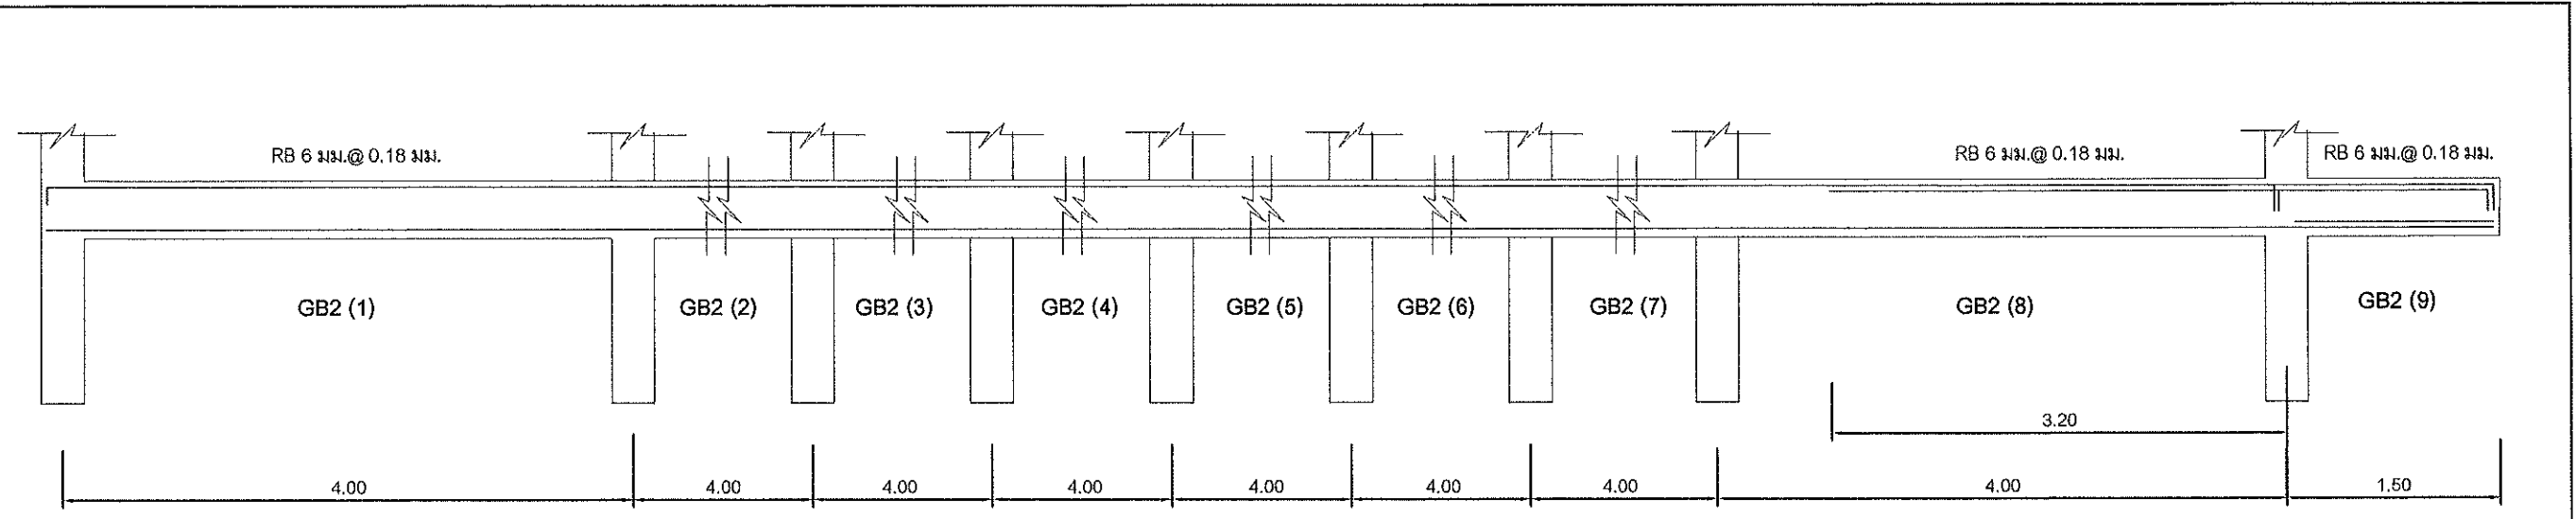 RB 6 มม.@ 0.18 มม.
RB 6 มม.@ 0.18 มม.
RB 6 มม.@ 0.18 มม.
GB2 (1)
GB2 (2)
GB2 (3)
GB2 (4)
GB2 (5)
GB2 (6)
GB2 (7)
GB2 (8)
GB2 (9)
3.20
4.00
4.00
4.00
4.00
4.00
4.00
4.00
4.00
1.50